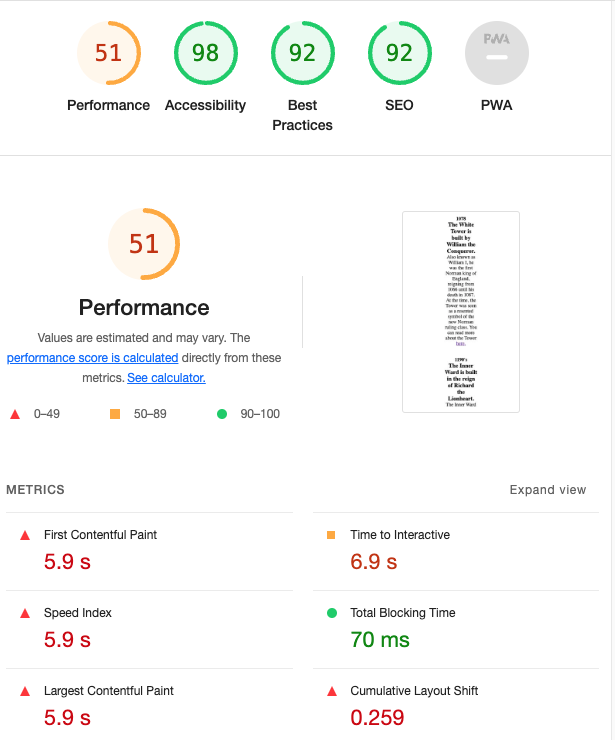 51
98
92
92
PWA
Performance
Accessibility
Best
Practices
SEO
PWA
51
Performance
Values are estimated and may vary. The
performance score is calculated directly from these
metrics. See calculator.
0–49
50–89
90–100
1078
The White
Tower is
built by
William the
Conqueror.
Also known as
William I, he
was the first
Norman king of
England,
reigning from
1066 until his
death in 1087.
At the time, the
Tower was seen
as a resented
symbol of the
new Norman
ruling class. You
can read more
about the Tower
here.
1190's
The Inner
Ward is built
in the reign
of Richard
the
Lionheart.
The Inner Ward
METRICS
Expand view
First Contentful Paint
5.9 s
Time to Interactive
6.9 s
Speed Index
5.9 s
Total Blocking Time
70 ms
Largest Contentful Paint
5.9 s
Cumulative Layout Shift
0.259